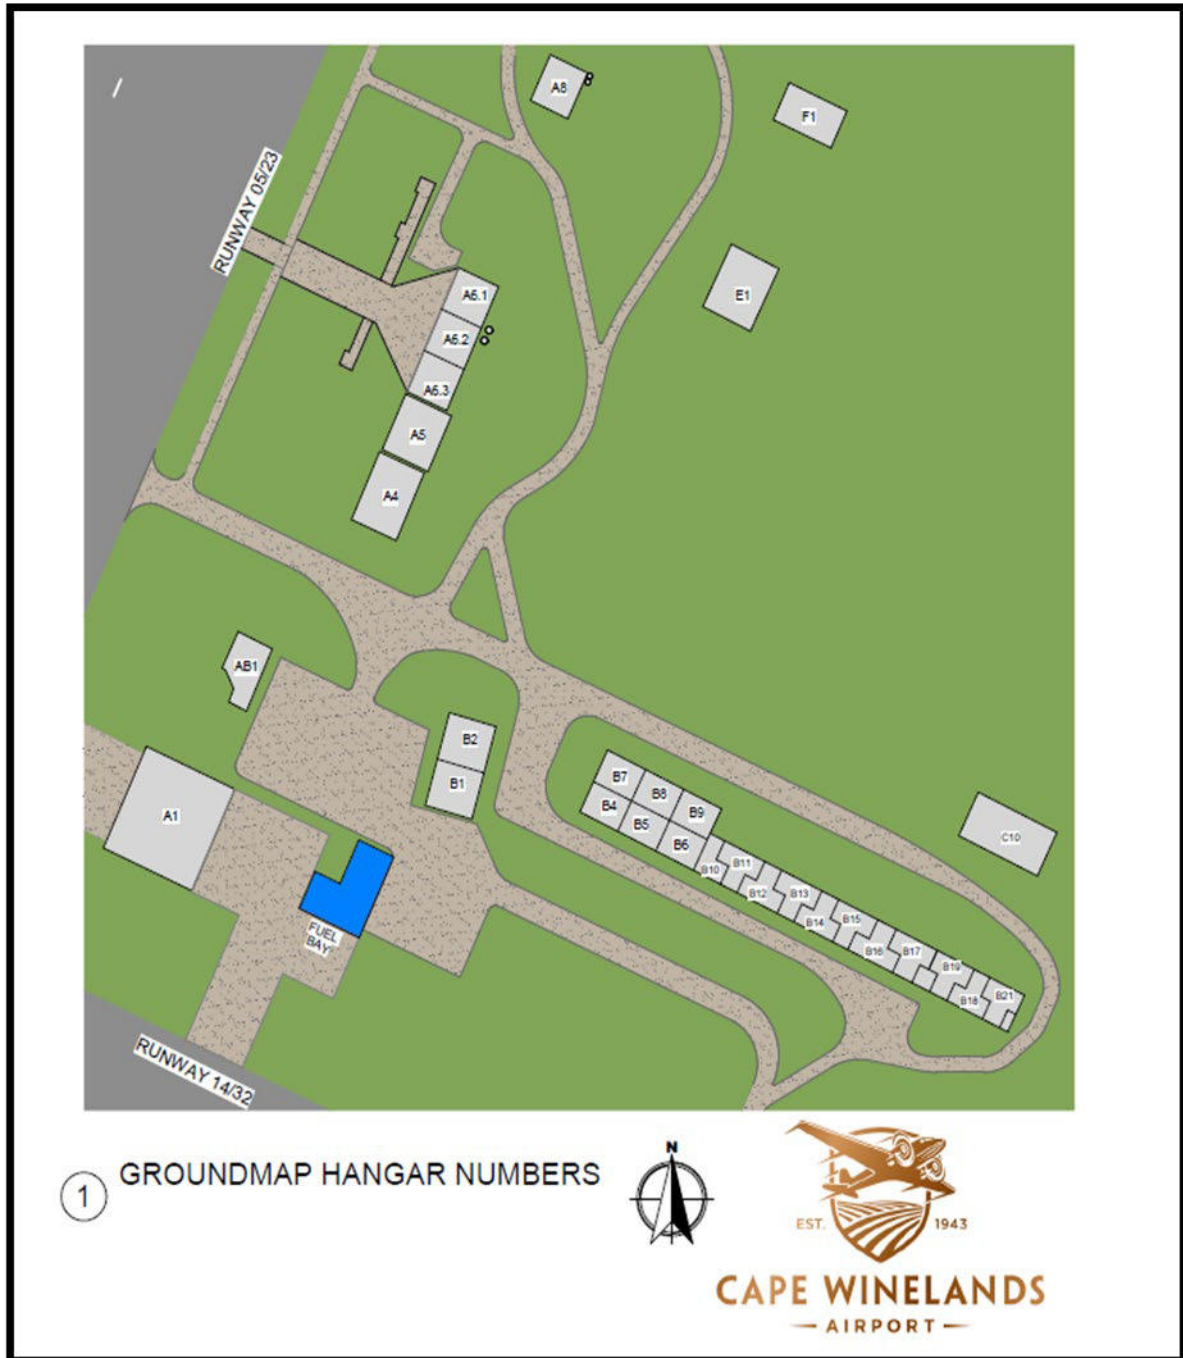 A8
F1
RUNWAY 05/23
E1
A6.1
A6.2
A6.3
A5
A4
AB1
B2
B1
A1
B7
B8
B9
B4
B5
B6
B10
B11
B12
B13
B14
B15
B16
B17
B19
B18
B21
C10
FUEL
BAY
RUNWAY 14/32
1
GROUNDMAP HANGAR NUMBERS
N
EST. 1943
CAPE WINELANDS
AIRPORT